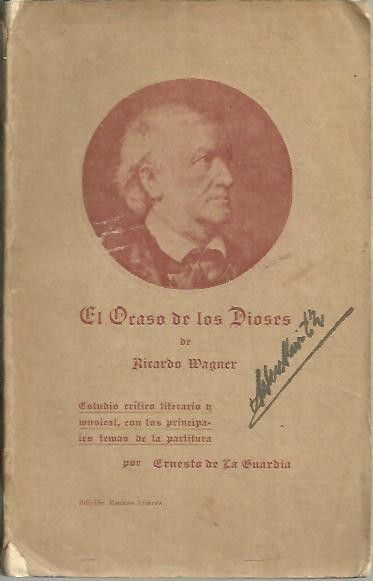 El Ocaso de los Dioses
de
Ricardo Wagner
Estudio crítico literario y
musical, con los principa-
les temas de la partitura
por Ernesto de La Guardia
Edición